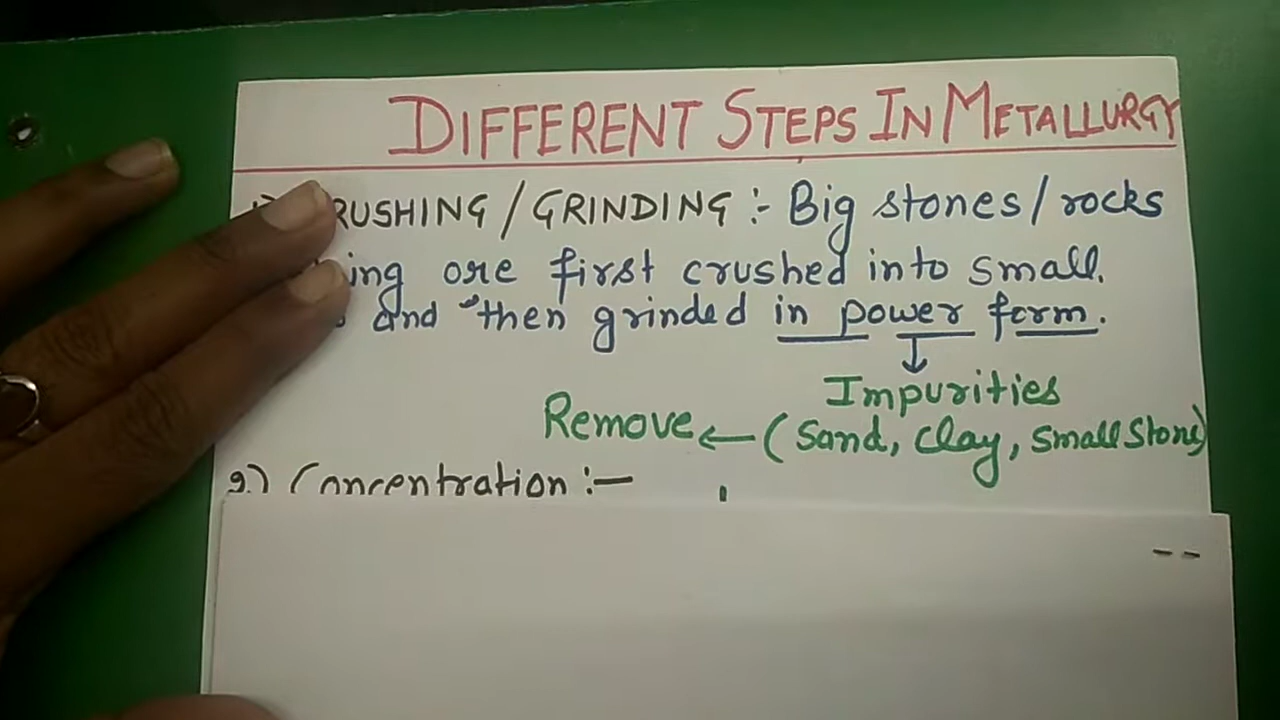 DIFFERENT STEPS IN METALLURGY
RUSHING / GRINDING :- Big stones/rocks
ing ore first crushed into small.
and then grinded in power form.
Impurities
Remove ← (Sand, Clay, Small Stone)
2.) Concentration :-